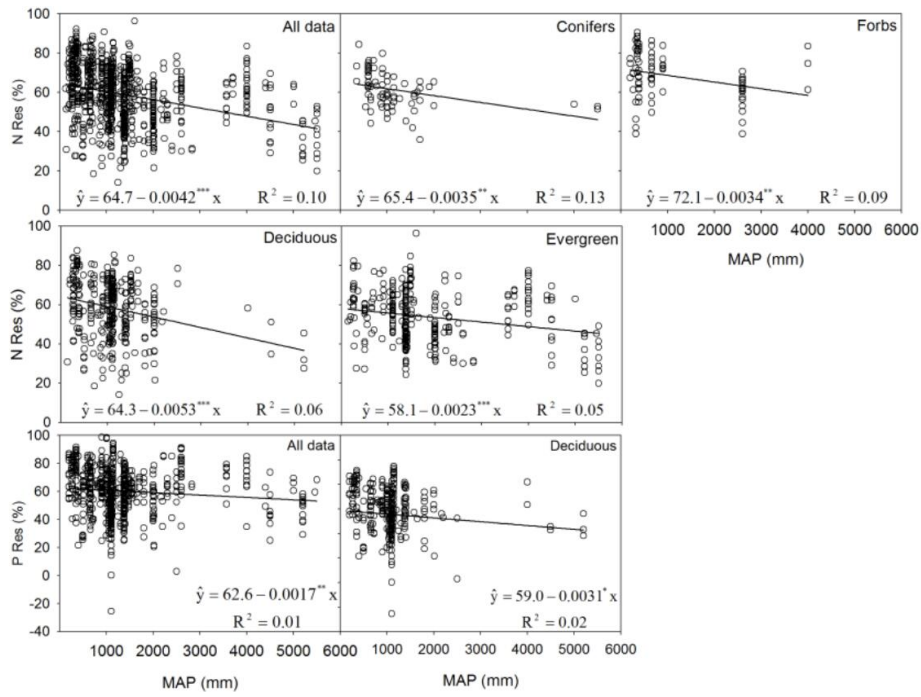 All data
Conifers
Forbs
N Res (%)
100
80
60
40
20
0
ŷ = 64.7 – 0.0042*** x R² = 0.10
ŷ = 65.4 – 0.0035** x R² = 0.13
ŷ = 72.1 – 0.0034** x R² = 0.09
1000 2000 3000 4000 5000 6000
MAP (mm)
Deciduous
Evergreen
N Res (%)
100
80
60
40
20
0
ŷ = 64.3 – 0.0053*** x R² = 0.06
ŷ = 58.1 – 0.0023*** x R² = 0.05
All data
Deciduous
P Res (%)
100
80
60
40
20
0
-20
-40
ŷ = 62.6 – 0.0017** x
R² = 0.01
ŷ = 59.0 – 0.0031* x
R² = 0.02
1000 2000 3000 4000 5000 6000
1000 2000 3000 4000 5000 6000
MAP (mm)
MAP (mm)